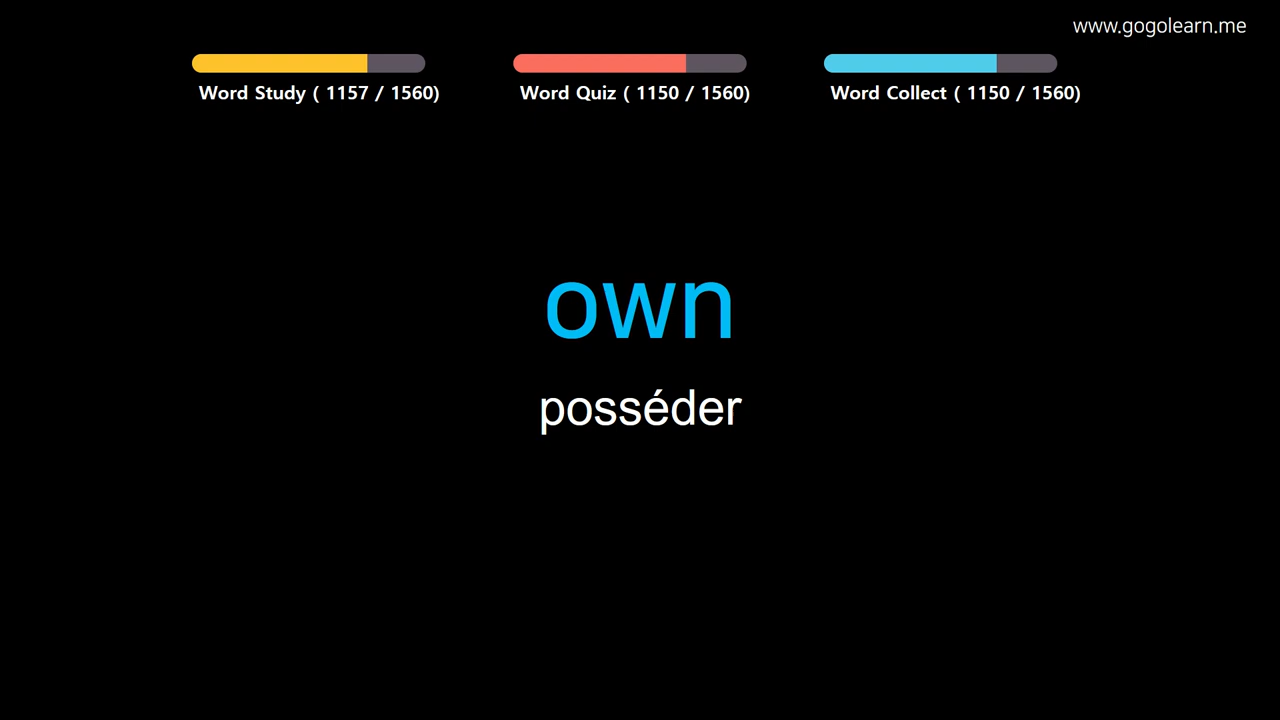 www.gogolearn.me
Word Study ( 1157 / 1560)
Word Quiz ( 1150 / 1560)
Word Collect ( 1150 / 1560)
own
posséder